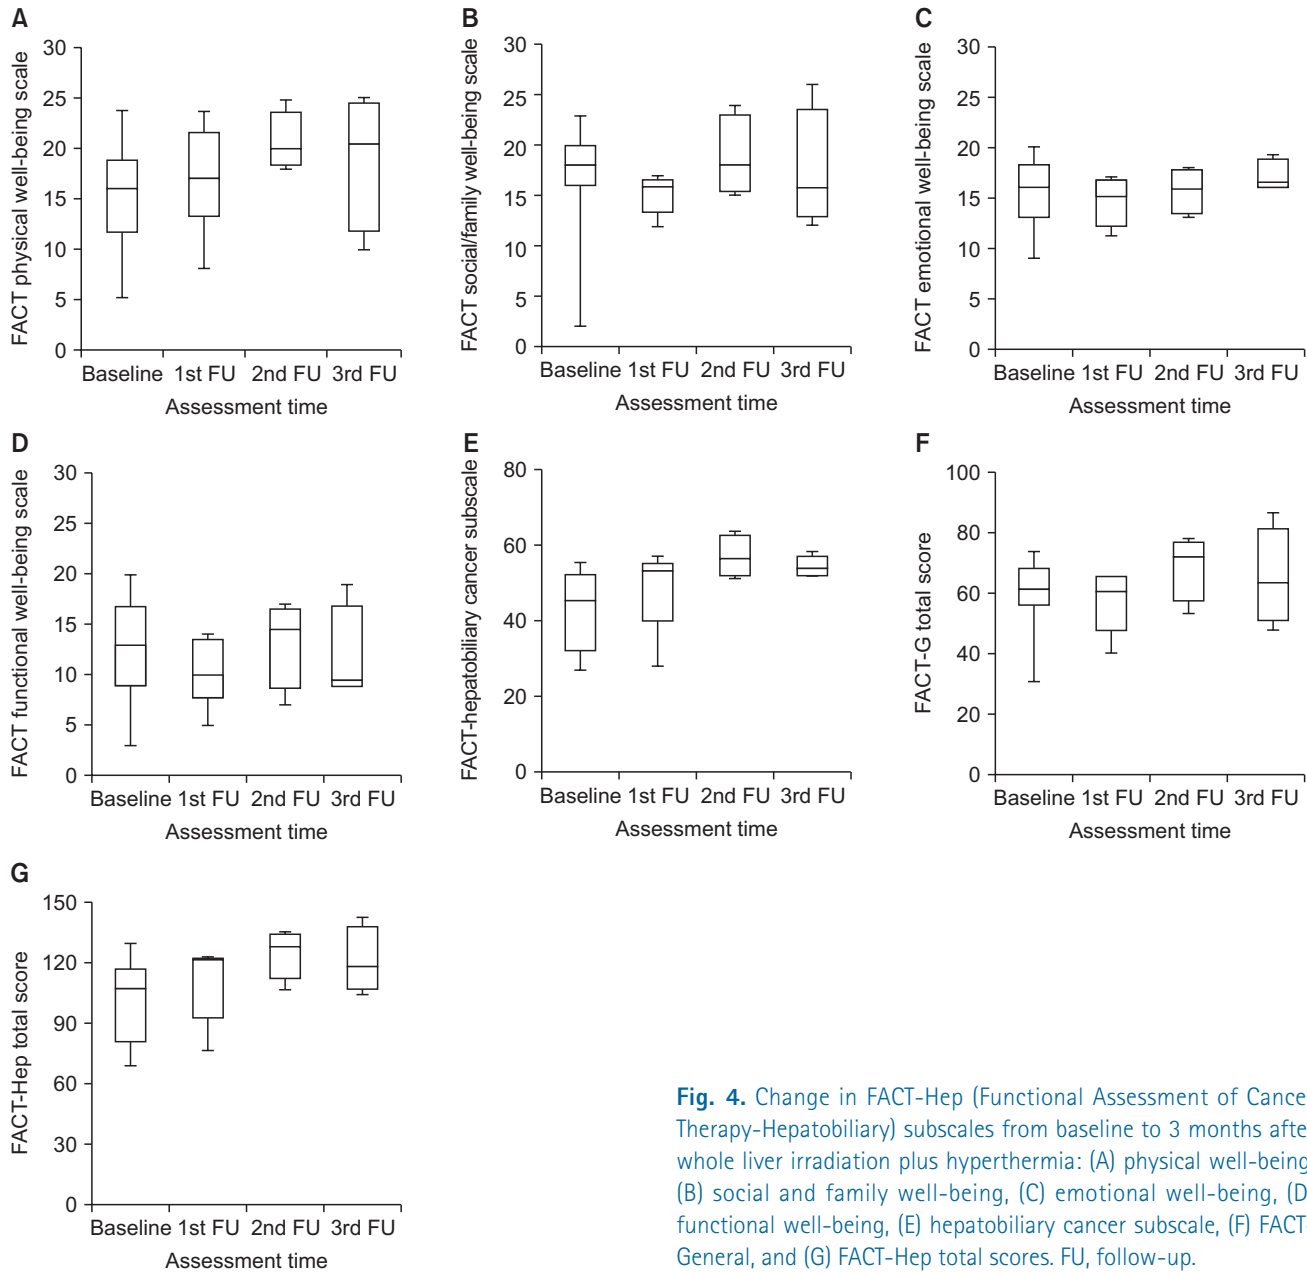 A
FACT physical well-being scale
30
25
20
15
10
5
0
Baseline 1st FU 2nd FU 3rd FU
Assessment time
B
FACT social/family well-being scale
30
25
20
15
10
5
0
Baseline 1st FU 2nd FU 3rd FU
Assessment time
C
FACT emotional well-being scale
30
25
20
15
10
5
0
Baseline 1st FU 2nd FU 3rd FU
Assessment time
D
FACT functional well-being scale
30
25
20
15
10
5
0
Baseline 1st FU 2nd FU 3rd FU
Assessment time
E
FACT-hepatobiliary cancer subscale
80
60
40
20
0
Baseline 1st FU 2nd FU 3rd FU
Assessment time
F
FACT-G total score
100
80
60
40
20
0
Baseline 1st FU 2nd FU 3rd FU
Assessment time
G
FACT-Hep total score
150
120
90
60
30
0
Baseline 1st FU 2nd FU 3rd FU
Assessment time
Fig. 4. Change in FACT-Hep (Functional Assessment of Cance
Therapy-Hepatobiliary) subscales from baseline to 3 months afte
whole liver irradiation plus hyperthermia: (A) physical well-being
(B) social and family well-being, (C) emotional well-being, (D
functional well-being, (E) hepatobiliary cancer subscale, (F) FACT-
General, and (G) FACT-Hep total scores. FU, follow-up.